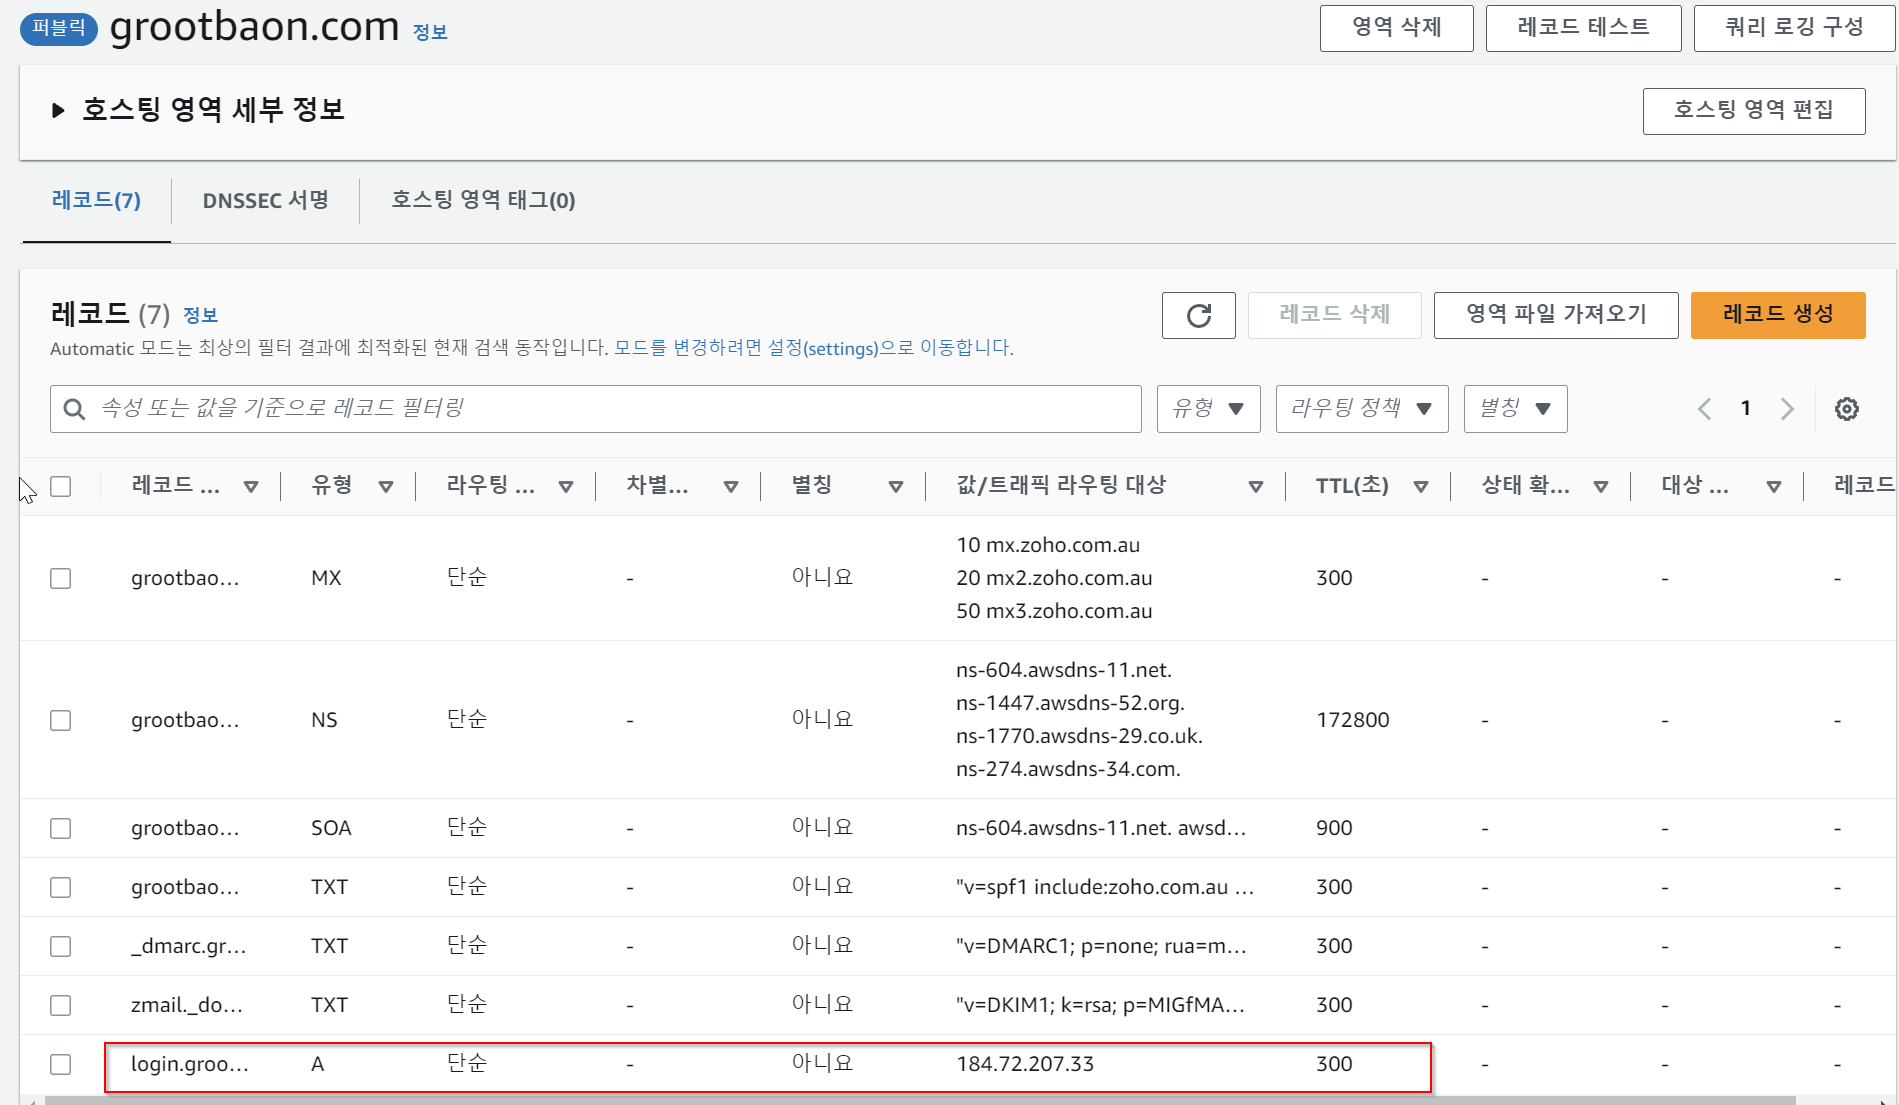 퍼블릭 grootbaon.com 정보
영역 삭제 레코드 테스트 쿼리 로깅 구성
호스팅 영역 세부 정보 호스팅 영역 편집
레코드(7) DNSSEC 서명 호스팅 영역 태그(0)
레코드 (7) 정보
레코드 삭제 영역 파일 가져오기 레코드 생성
Automatic 모드는 최상의 필터 결과에 최적화된 현재 검색 동작입니다. 모드를 변경하려면 설정(settings)으로 이동합니다.
속성 또는 값을 기준으로 레코드 필터링 유형 라우팅 정책 별칭 1
레코드 ... 유형 라우팅 ... 차별... 별칭 값/트래픽 라우팅 대상 TTL(초) 상태 확... 대상 ... 레코드
grootbao... MX 단순 - 아니요 10 mx.zoho.com.au 300 - - -
20 mx2.zoho.com.au
50 mx3.zoho.com.au
grootbao... NS 단순 - 아니요 ns-604.awsdns-11.net. 172800 - - -
ns-1447.awsdns-52.org.
ns-1770.awsdns-29.co.uk.
ns-274.awsdns-34.com.
grootbao... SOA 단순 - 아니요 ns-604.awsdns-11.net. awsd... 900 - - -
grootbao... TXT 단순 - 아니요 "v=spf1 include:zoho.com.au ... 300 - - -
_dmarc.gr... TXT 단순 - 아니요 "v=DMARC1; p=none; rua=m... 300 - - -
zmail._do... TXT 단순 - 아니요 "v=DKIM1; k=rsa; p=MIGfMA... 300 - - -
login.groo... A 단순 - 아니요 184.72.207.33 300 - - -